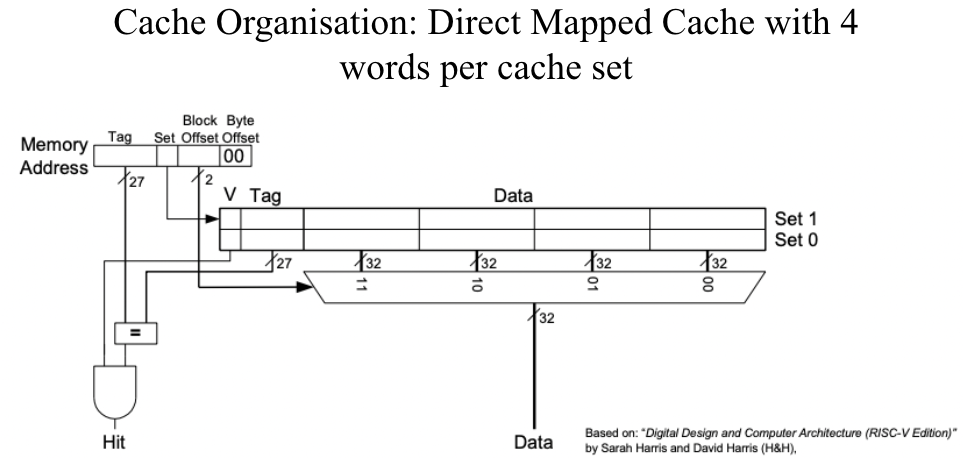 Cache Organisation: Direct Mapped Cache with 4
words per cache set
Block Byte
Tag Set Offset Offset
Memory
Address
00
27
2
V Tag Data
Set 1
Set 0
27 32 32 32 32
11 10 01 00
32
=
Hit
Data
Based on: "Digital Design and Computer Architecture (RISC-V Edition)"
by Sarah Harris and David Harris (H&H),